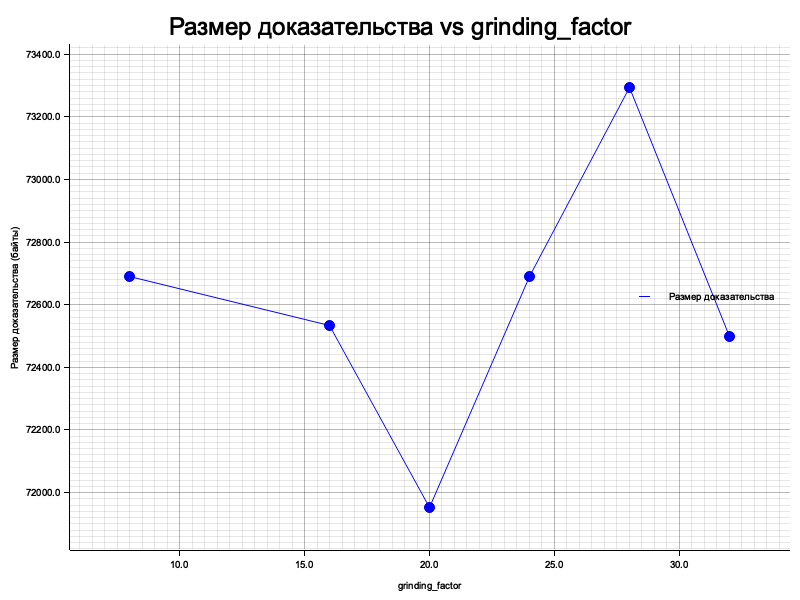 Размер доказательства vs grinding_factor
Размер доказательства (байты)
73400.0
73200.0
73000.0
72800.0
72600.0
72400.0
72200.0
72000.0
Размер доказательства
10.0 15.0 20.0 25.0 30.0
grinding_factor